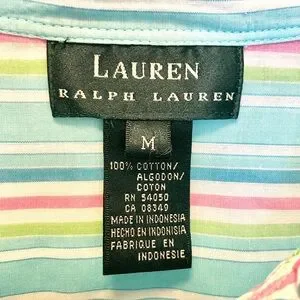 LAUREN
RALPH LAUREN
M
100% COTTON/
ALGODON/
COTON
RN 54050
CA 08349
MADE IN INDONESIA
HECHO EN INDONISIA
FABRIQUE EN
INDONESIE